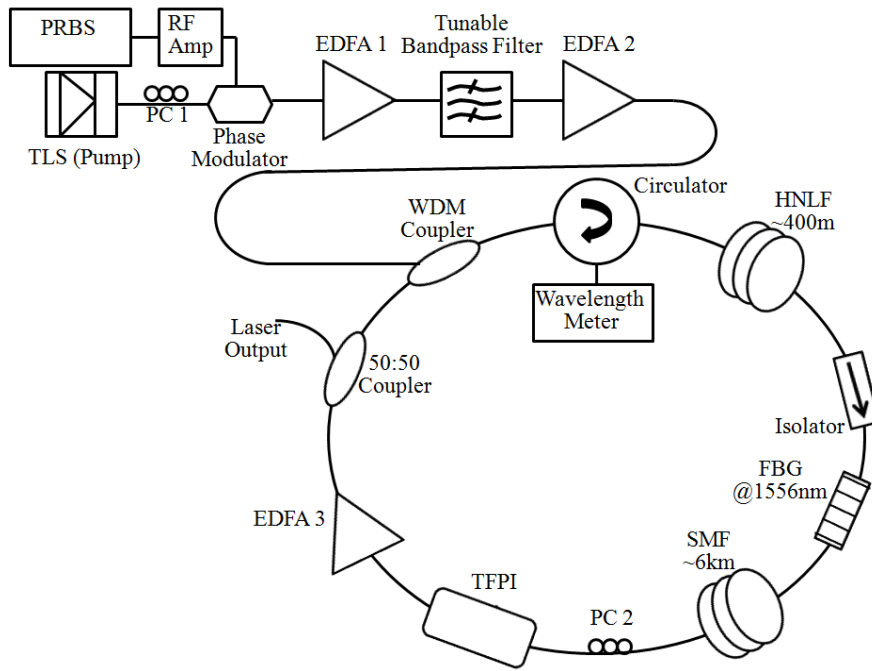 PRBS
RF
Amp
EDFA 1
Tunable
Bandpass Filter
EDFA 2
TLS (Pump)
PC 1
Phase
Modulator
Circulator
WDM
Coupler
HNLF
~400m
Wavelength
Meter
Laser
Output
50:50
Coupler
Isolator
FBG
@1556nm
EDFA 3
SMF
~6km
TFPI
PC 2